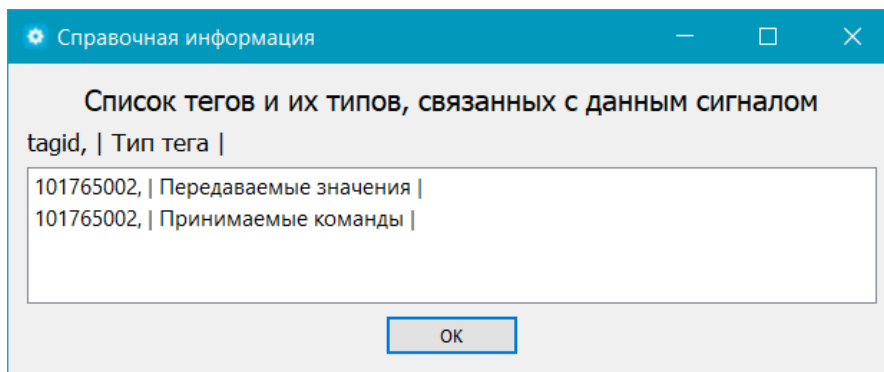 Справочная информация
Список тегов и их типов, связанных с данным сигналом
tagid, | Тип тега |
101765002, | Передаваемые значения |
101765002, | Принимаемые команды |
OK